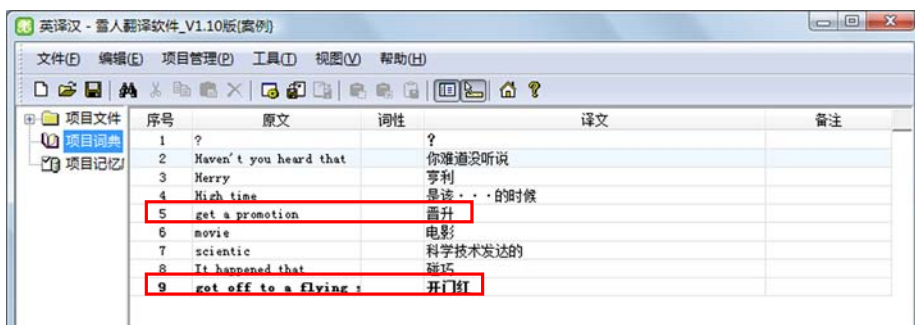 英译汉 - 雪人翻译软件_V1.10版{案例}
文件(F) 编辑(E) 项目管理(P) 工具(T) 视图(V) 帮助(H)
项目文件 序号 原文 词性 译文 备注
项目词典 1 ? ?
2 Haven't you heard that 你难道没听说
项目记忆 3 Herry 亨利
4 High time 是该···的时候
5 get a promotion 晋升
6 movie 电影
7 scientic 科学技术发达的
8 It happened that 碰巧
9 got off to a flying 开门红